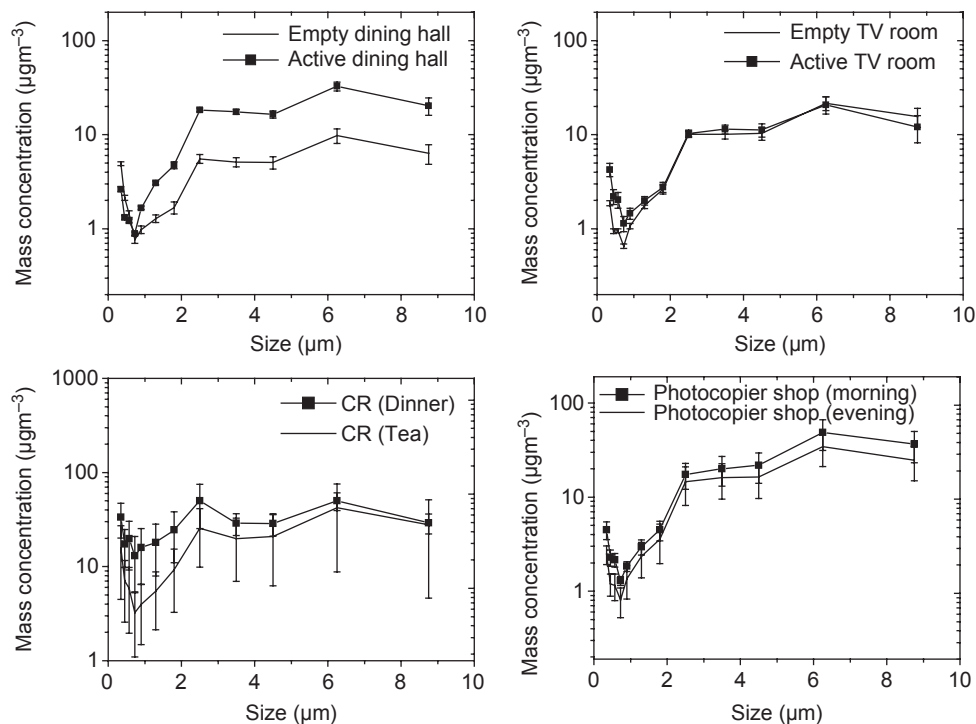 Mass concentration (µgm–3)
100
10
1
Empty dining hall
Active dining hall
0 2 4 6 8 10
Size (µm)
Mass concentration (µgm–3)
100
10
1
Empty TV room
Active TV room
0 2 4 6 8 10
Size (µm)
Mass concentration (µgm–3)
1000
100
10
1
CR (Dinner)
CR (Tea)
0 2 4 6 8 10
Size (µm)
Mass concentration (µgm–3)
100
10
1
Photocopier shop (morning)
Photocopier shop (evening)
0 2 4 6 8 10
Size (µm)